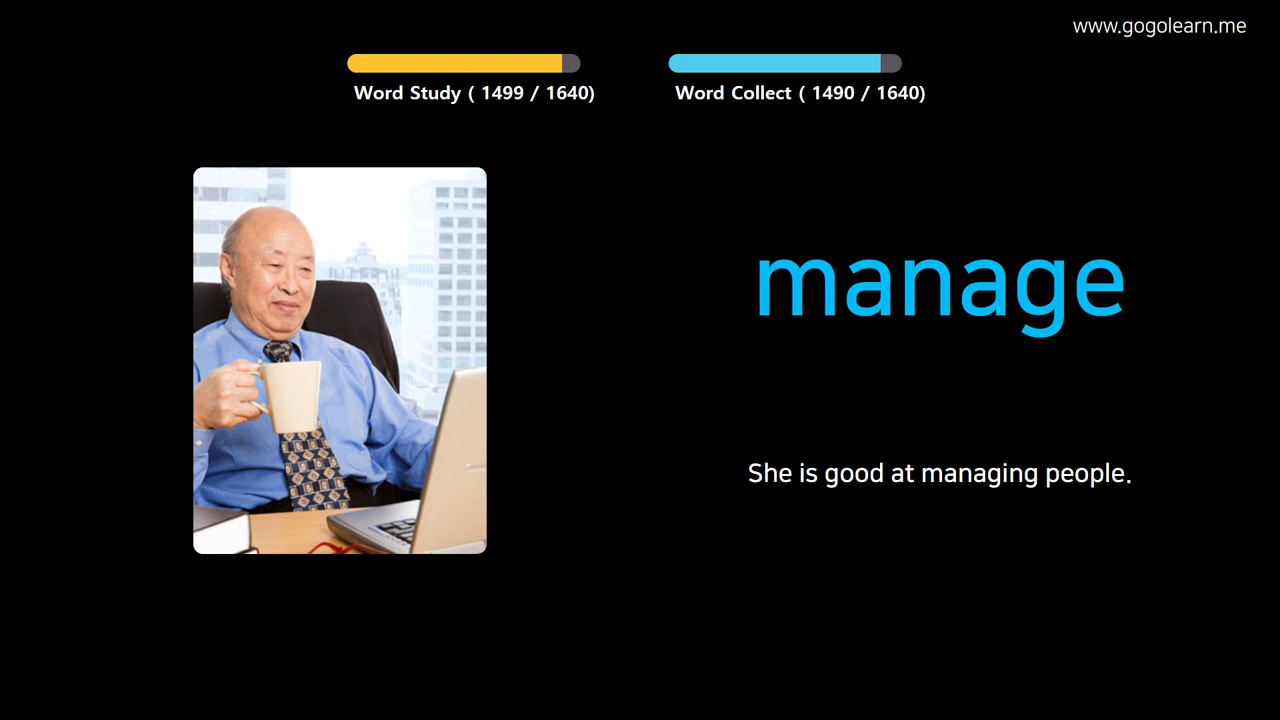 www.gogolearn.me
Word Study ( 1499 / 1640)
Word Collect ( 1490 / 1640)
manage
She is good at managing people.